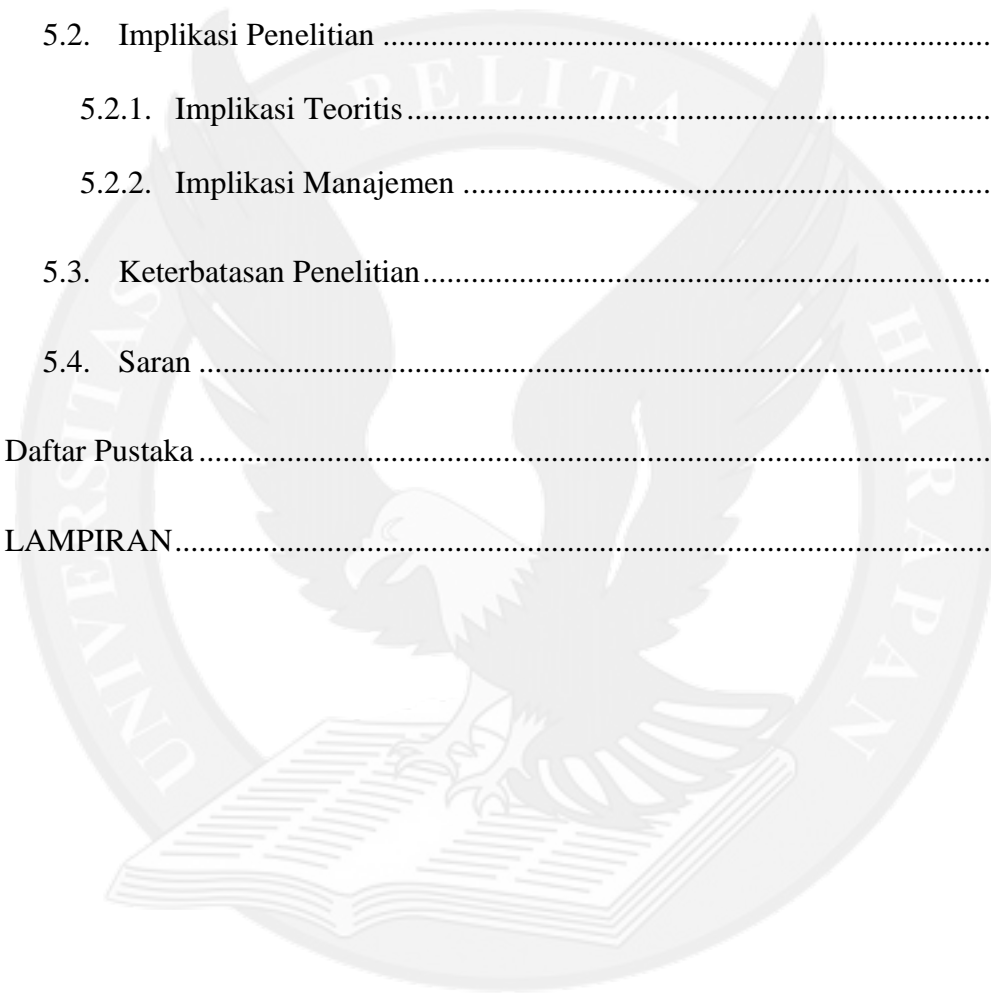 5.2. Implikasi Penelitian ..........................................................................
5.2.1. Implikasi Teoritis ..........................................................................
5.2.2. Implikasi Manajemen ..........................................................................
5.3. Keterbatasan Penelitian ..........................................................................
5.4. Saran ..........................................................................
Daftar Pustaka ..........................................................................
LAMPIRAN ..........................................................................
UNIVERSITAS PELITA HARAPAN